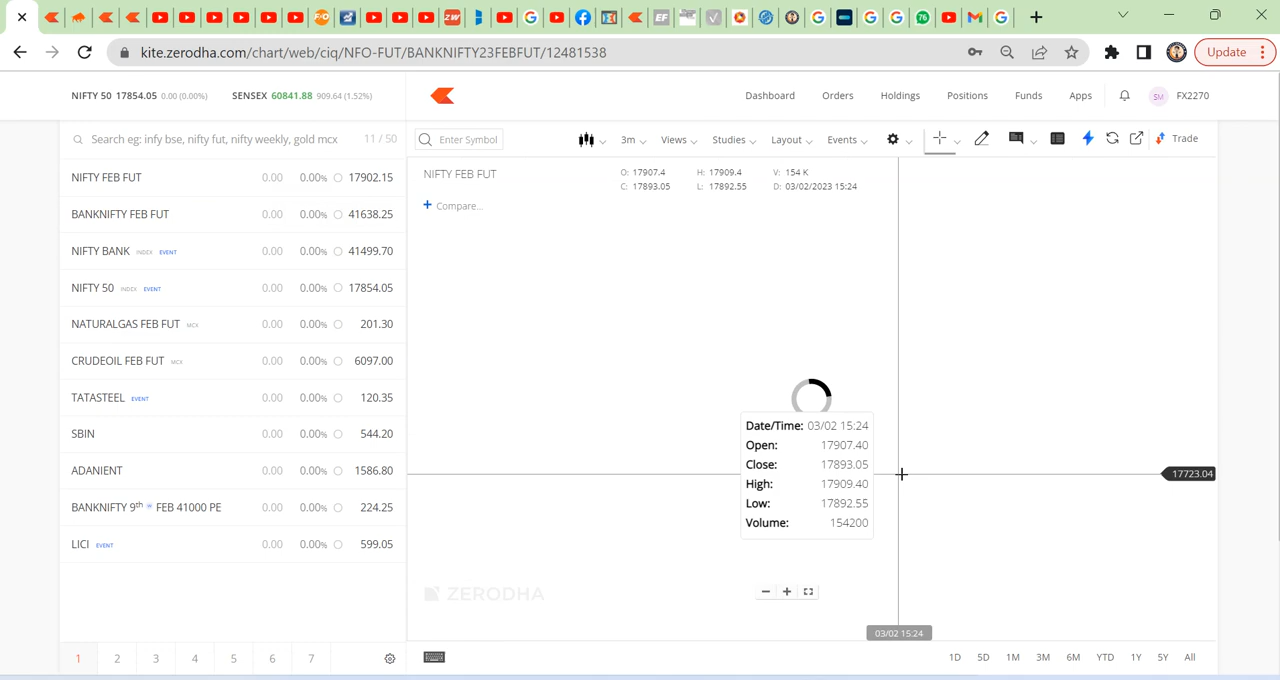 kite.zerodha.com/chart/web/ciq/NFO-FUT/BANKNIFTY23FEBFUT/12481538
Update
NIFTY 50 17854.05 0.00 (0.00%) SENSEX 60841.88 909.64 (1.52%)
Dashboard Orders Holdings Positions Funds Apps SM FX2270
Search eg: infy bse, nifty fut, nifty weekly, gold mcx 11 / 50
Enter Symbol 3m Views Studies Layout Events Trade
NIFTY FEB FUT 0.00 0.00% 17902.15
BANKNIFTY FEB FUT 0.00 0.00% 41638.25
NIFTY BANK INDEX EVENT 0.00 0.00% 41499.70
NIFTY 50 INDEX EVENT 0.00 0.00% 17854.05
NATURALGAS FEB FUT MCX 0.00 0.00% 201.30
CRUDEOIL FEB FUT MCX 0.00 0.00% 6097.00
TATASTEEL EVENT 0.00 0.00% 120.35
SBIN 0.00 0.00% 544.20
ADANIENT 0.00 0.00% 1586.80
BANKNIFTY 9th W FEB 41000 PE 0.00 0.00% 224.25
LICI EVENT 0.00 0.00% 599.05
1 2 3 4 5 6 7
NIFTY FEB FUT
O: 17907.4 H: 17909.4 V: 154 K
C: 17893.05 L: 17892.55 D: 03/02/2023 15:24
+ Compare...
Date/Time: 03/02 15:24
Open: 17907.40
Close: 17893.05
High: 17909.40
Low: 17892.55
Volume: 154200
17723.04
ZERODHA
03/02 15:24
1D 5D 1M 3M 6M YTD 1Y 5Y All